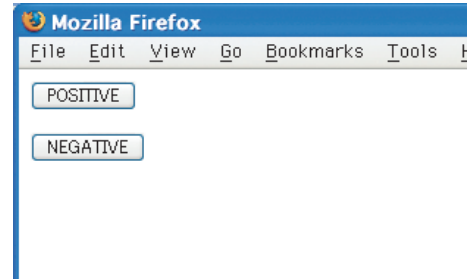 Mozilla Firefox
File Edit View Go Bookmarks Tools
POSITIVE
NEGATIVE